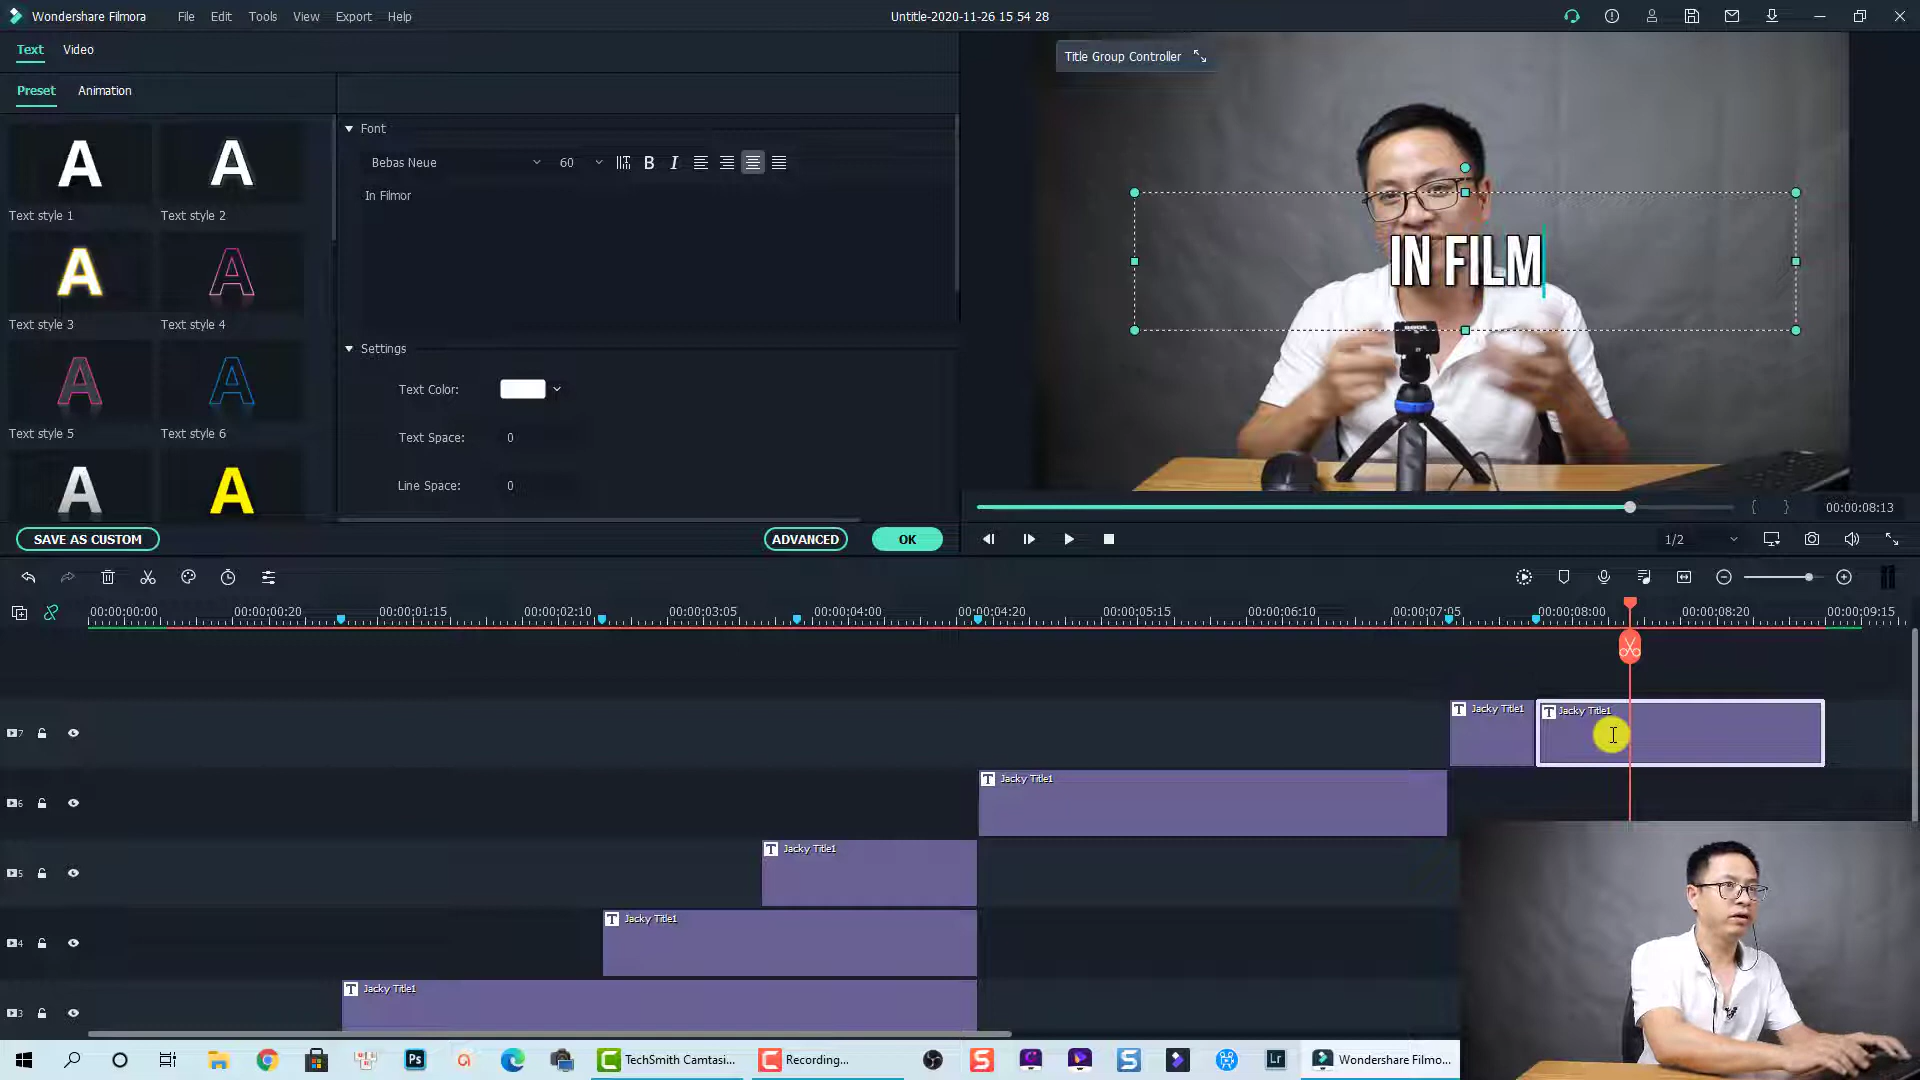 Wondershare Filmora File Edit Tools View Export Help Untitle-2020-11-26 15 54 28
Text Video
Title Group Controller
Preset Animation
Font
Bebas Neue 60 B I
In Filmor
A A
Text style 1 Text style 2
A A
Text style 3 Text style 4
A A
Text style 5 Text style 6
A A
IN FILM
Settings
Text Color:
Text Space: 0
Line Space: 0
SAVE AS CUSTOM ADVANCED OK
{ } 00:00:08:13
1/2
00:00:00:00 00:00:00:20 00:00:01:15 00:00:02:10 00:00:03:05 00:00:04:00 00:00:04:20 00:00:05:15 00:00:06:10 00:00:07:05 00:00:08:00 00:00:08:20 00:00:09:15
7 T Jacky Title1 T Jacky Title1
6 T Jacky Title1
5 T Jacky Title1
4 T Jacky Title1
3 T Jacky Title1
Ps TechSmith Camtasi... Recording... S S Lr Wondershare Filmo...